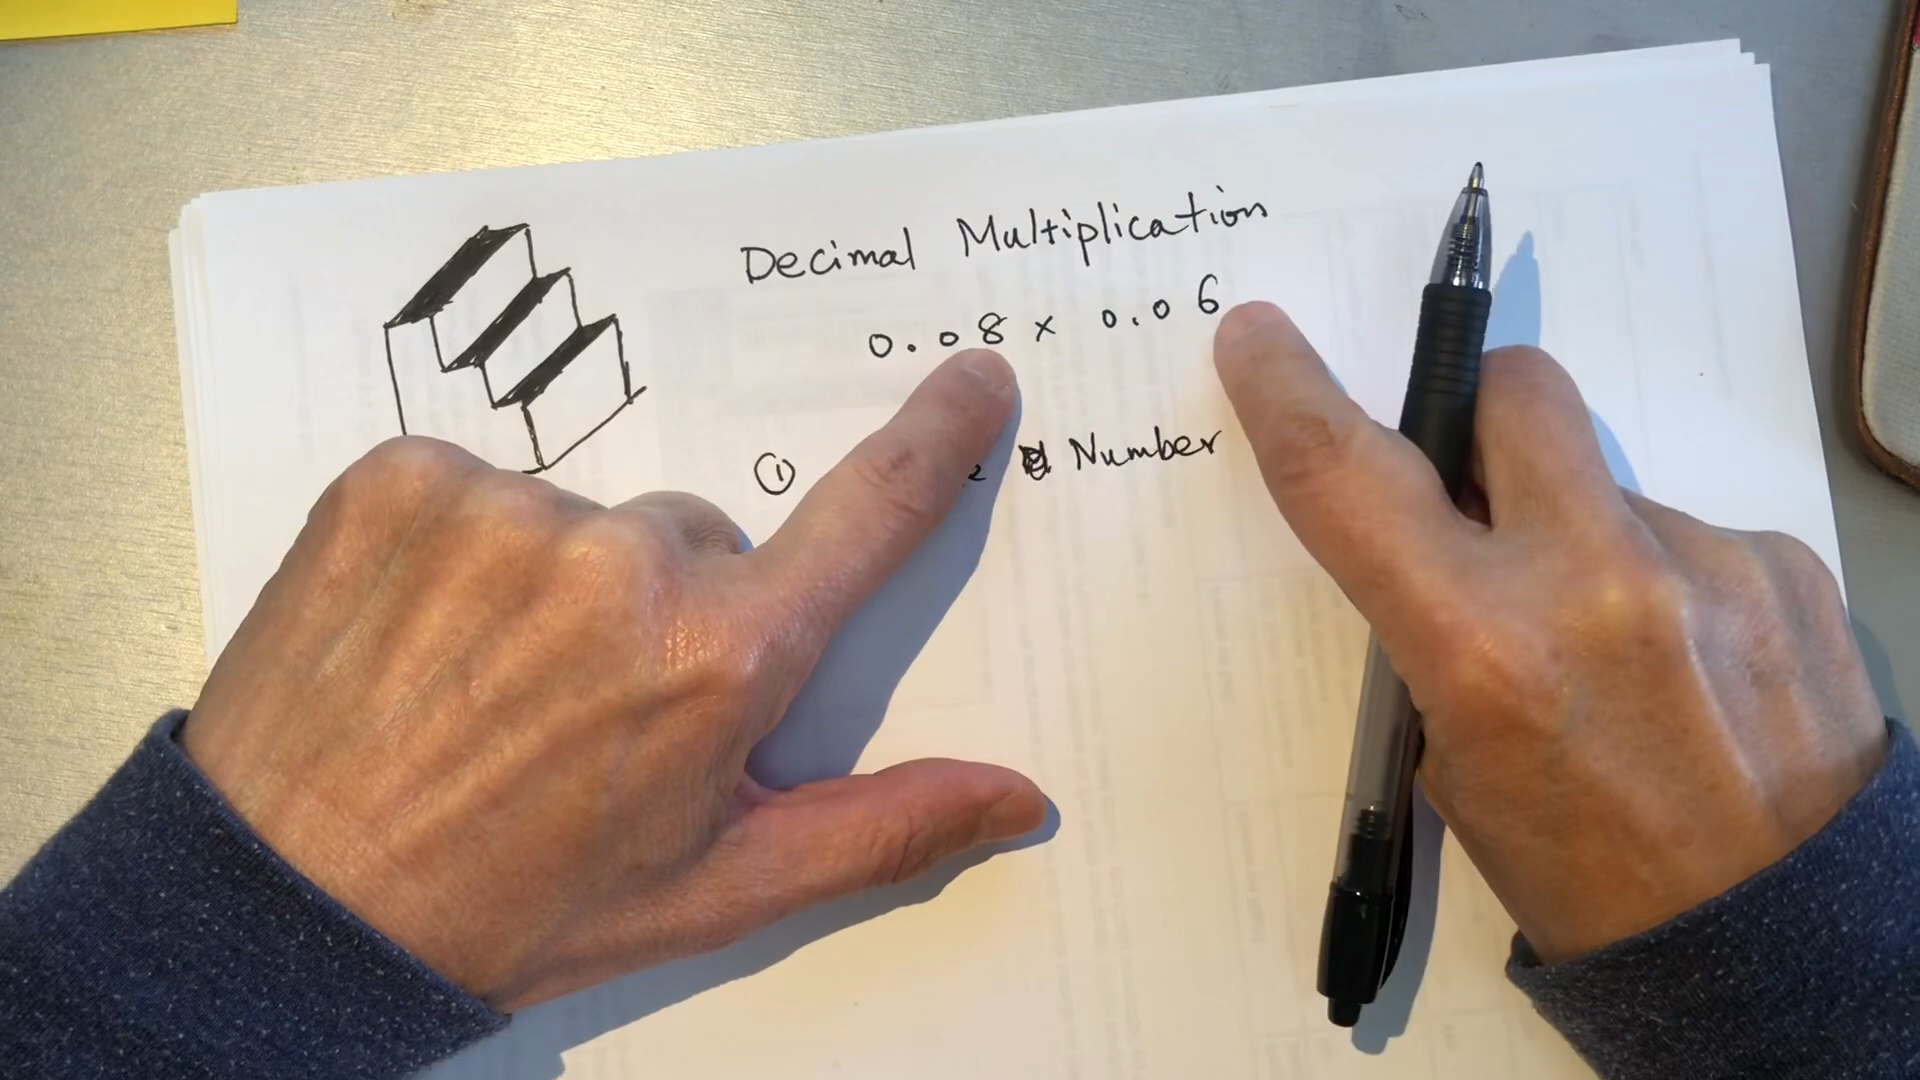 Decimal Multiplication
0.08 x 0.06
① Number